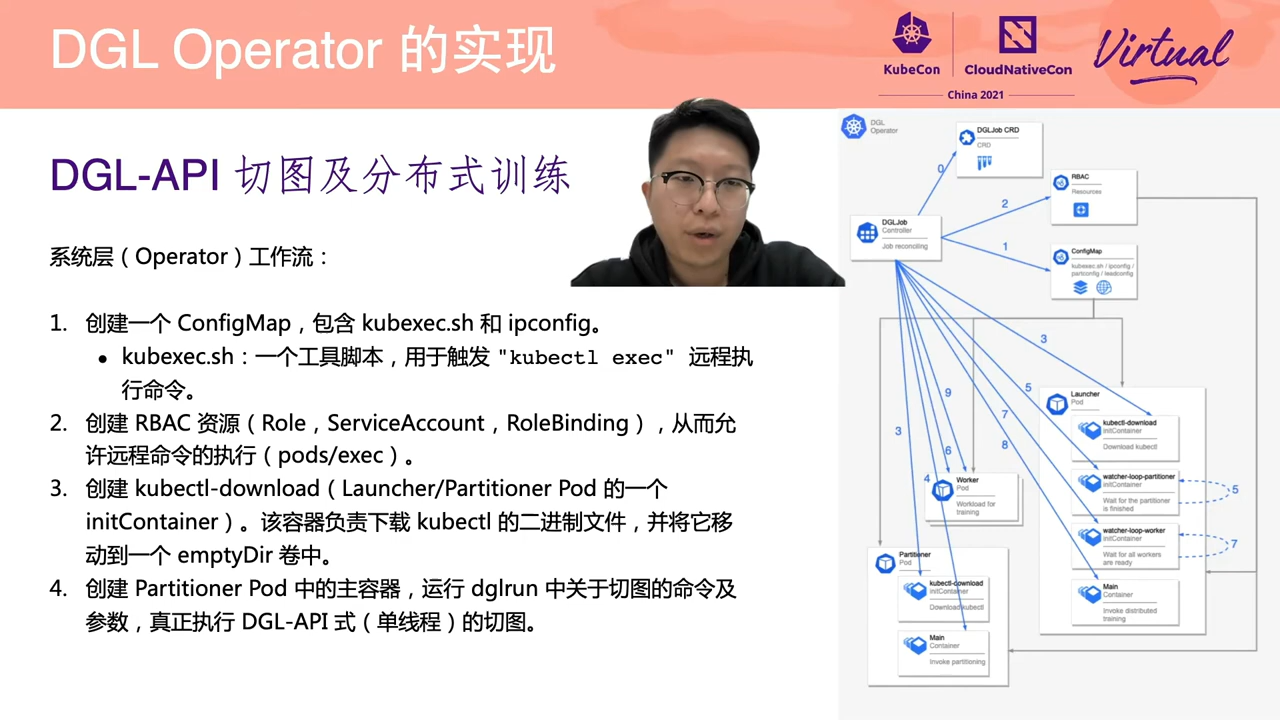 DGL Operator 的实现
KubeCon
CloudNativeCon
Virtual
China 2021
DGL-API 切图及分布式训练
系统层（Operator）工作流：
1. 创建一个 ConfigMap，包含 kubexec.sh 和 ipconfig。
• kubexec.sh：一个工具脚本，用于触发 "kubectl exec" 远程执
行命令。
2. 创建 RBAC 资源（Role，ServiceAccount，RoleBinding），从而允
许远程命令的执行（pods/exec）。
3. 创建 kubectl-download（Launcher/Partitioner Pod 的一个
initContainer）。该容器负责下载 kubectl 的二进制文件，并将它移
动到一个 emptyDir 卷中。
4. 创建 Partitioner Pod 中的主容器，运行 dglrun 中关于切图的命令及
参数，真正执行 DGL-API 式（单线程）的切图。
DGL
Operator
DGLJob CRD
CRD
0
RBAC
Resources
2
DGLJob
Controller
Job reconciling
1
ConfigMap
kubexec.sh / ipconfig /
partconfig / leadconfig
3
5
9
7
3
8
6
4
Launcher
Pod
kubectl-download
initContainer
Download kubectl
watcher-loop-partitioner
initContainer
Wait for the partitioner
is finished
5
Worker
Pod
Workload for
training
watcher-loop-worker
initContainer
Wait for all workers
are ready
7
Main
Container
Invoke distributed
training
Partitioner
Pod
kubectl-download
initContainer
Download kubectl
Main
Container
Invoke partitioning